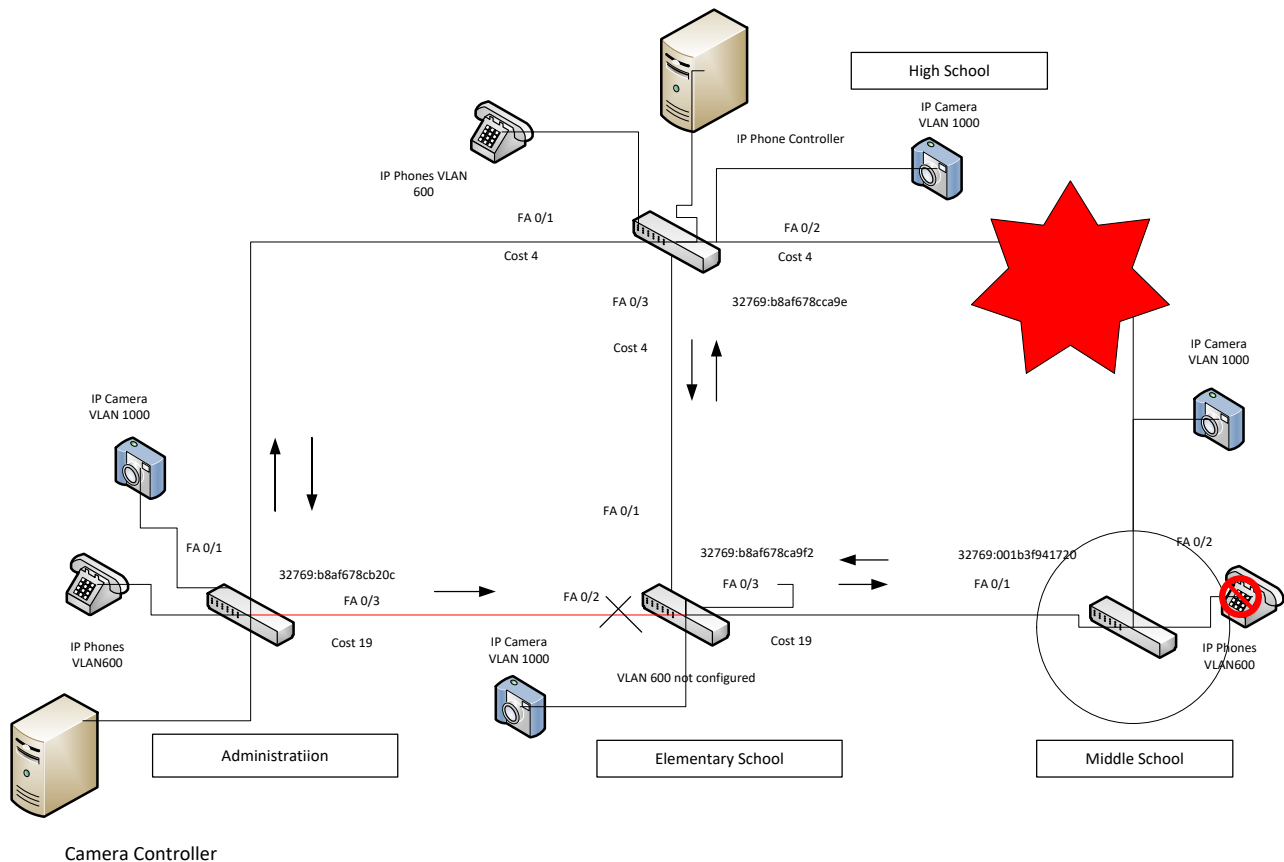 High School
IP Camera
VLAN 1000
IP Phone Controller
IP Phones VLAN
600
FA 0/1
FA 0/2
Cost 4
Cost 4
FA 0/3
32769:b8af678cca9e
Cost 4
IP Camera
VLAN 1000
IP Camera
VLAN 1000
FA 0/1
FA 0/1
32769:b8af678ca9f2
32769:001b3f941720
FA 0/2
32769:b8af678cb20c
FA 0/3
FA 0/1
FA 0/3
FA 0/2
IP Phones
VLAN600
Cost 19
IP Camera
VLAN 1000
Cost 19
IP Phones
VLAN600
VLAN 600 not configured
Administratiion
Elementary School
Middle School
Camera Controller